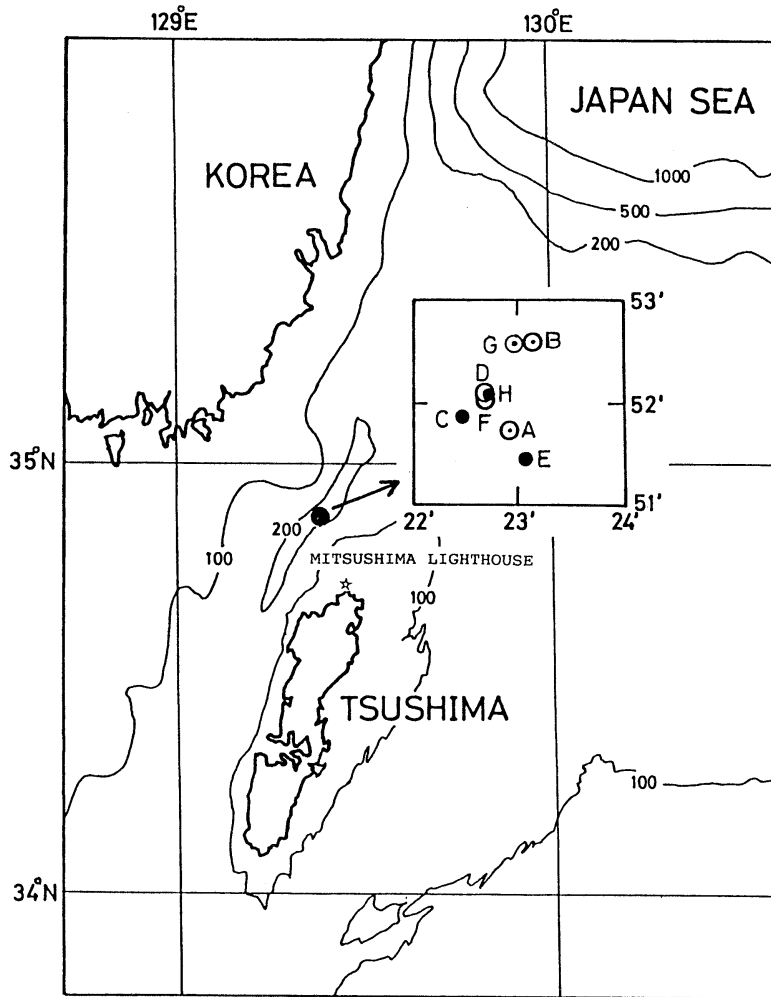 129°E 130°E
JAPAN SEA
KOREA
1000
500
200
53'
G B
D
H
52'
C F
A
E
35°N
51'
22' 23' 24'
200
100
MITSUSHIMA LIGHTHOUSE
100
TSUSHIMA
100
34°N